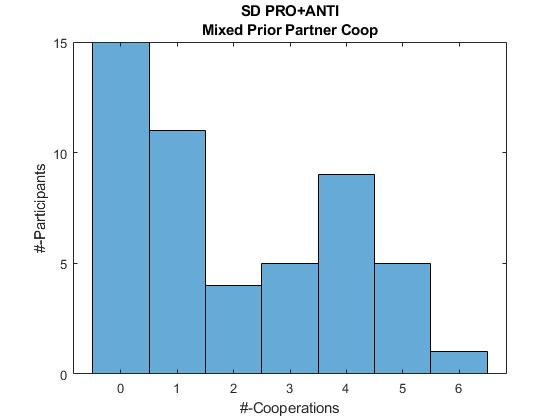 SD PRO+ANTI
Mixed Prior Partner Coop
15
10
5
0
#-Participants
0 1 2 3 4 5 6
#-Cooperations